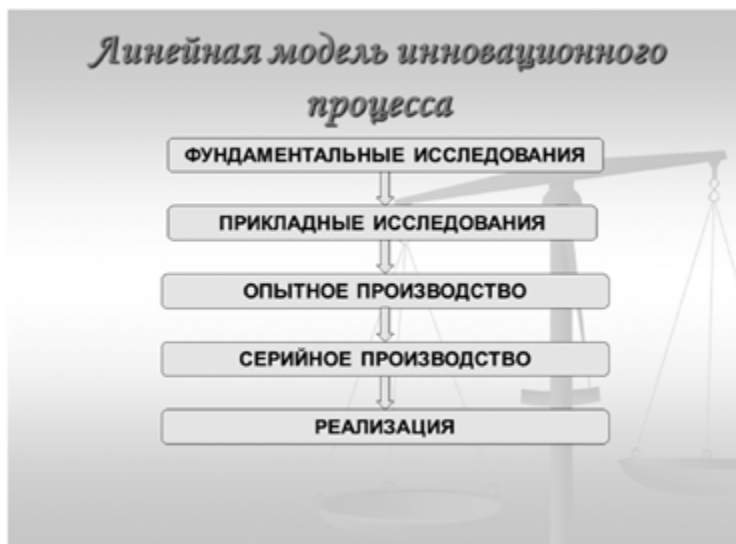 Линейная модель инновационного
процесса
ФУНДАМЕНТАЛЬНЫЕ ИССЛЕДОВАНИЯ
ПРИКЛАДНЫЕ ИССЛЕДОВАНИЯ
ОПЫТНОЕ ПРОИЗВОДСТВО
СЕРИЙНОЕ ПРОИЗВОДСТВО
РЕАЛИЗАЦИЯ